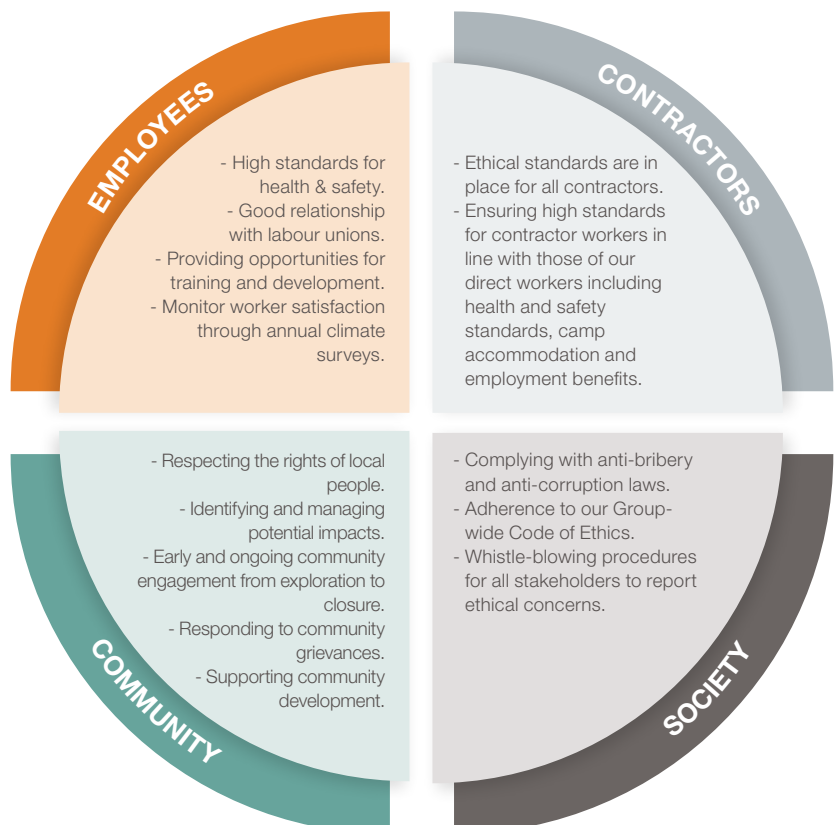 EMPLOYEES
- High standards for
health & safety.
- Good relationship
with labour unions.
- Providing opportunities for
training and development.
- Monitor worker satisfaction
through annual climate
surveys.
CONTRACTORS
- Ethical standards are in
place for all contractors.
- Ensuring high standards
for contractor workers in
line with those of our
direct workers including
health and safety
standards, camp
accommodation and
employment benefits.
COMMUNITY
- Respecting the rights of local
people.
- Identifying and managing
potential impacts.
- Early and ongoing community
engagement from exploration to
closure.
- Responding to community
grievances.
- Supporting community
development.
SOCIETY
- Complying with anti-bribery
and anti-corruption laws.
- Adherence to our Group-
wide Code of Ethics.
- Whistle-blowing procedures
for all stakeholders to report
ethical concerns.